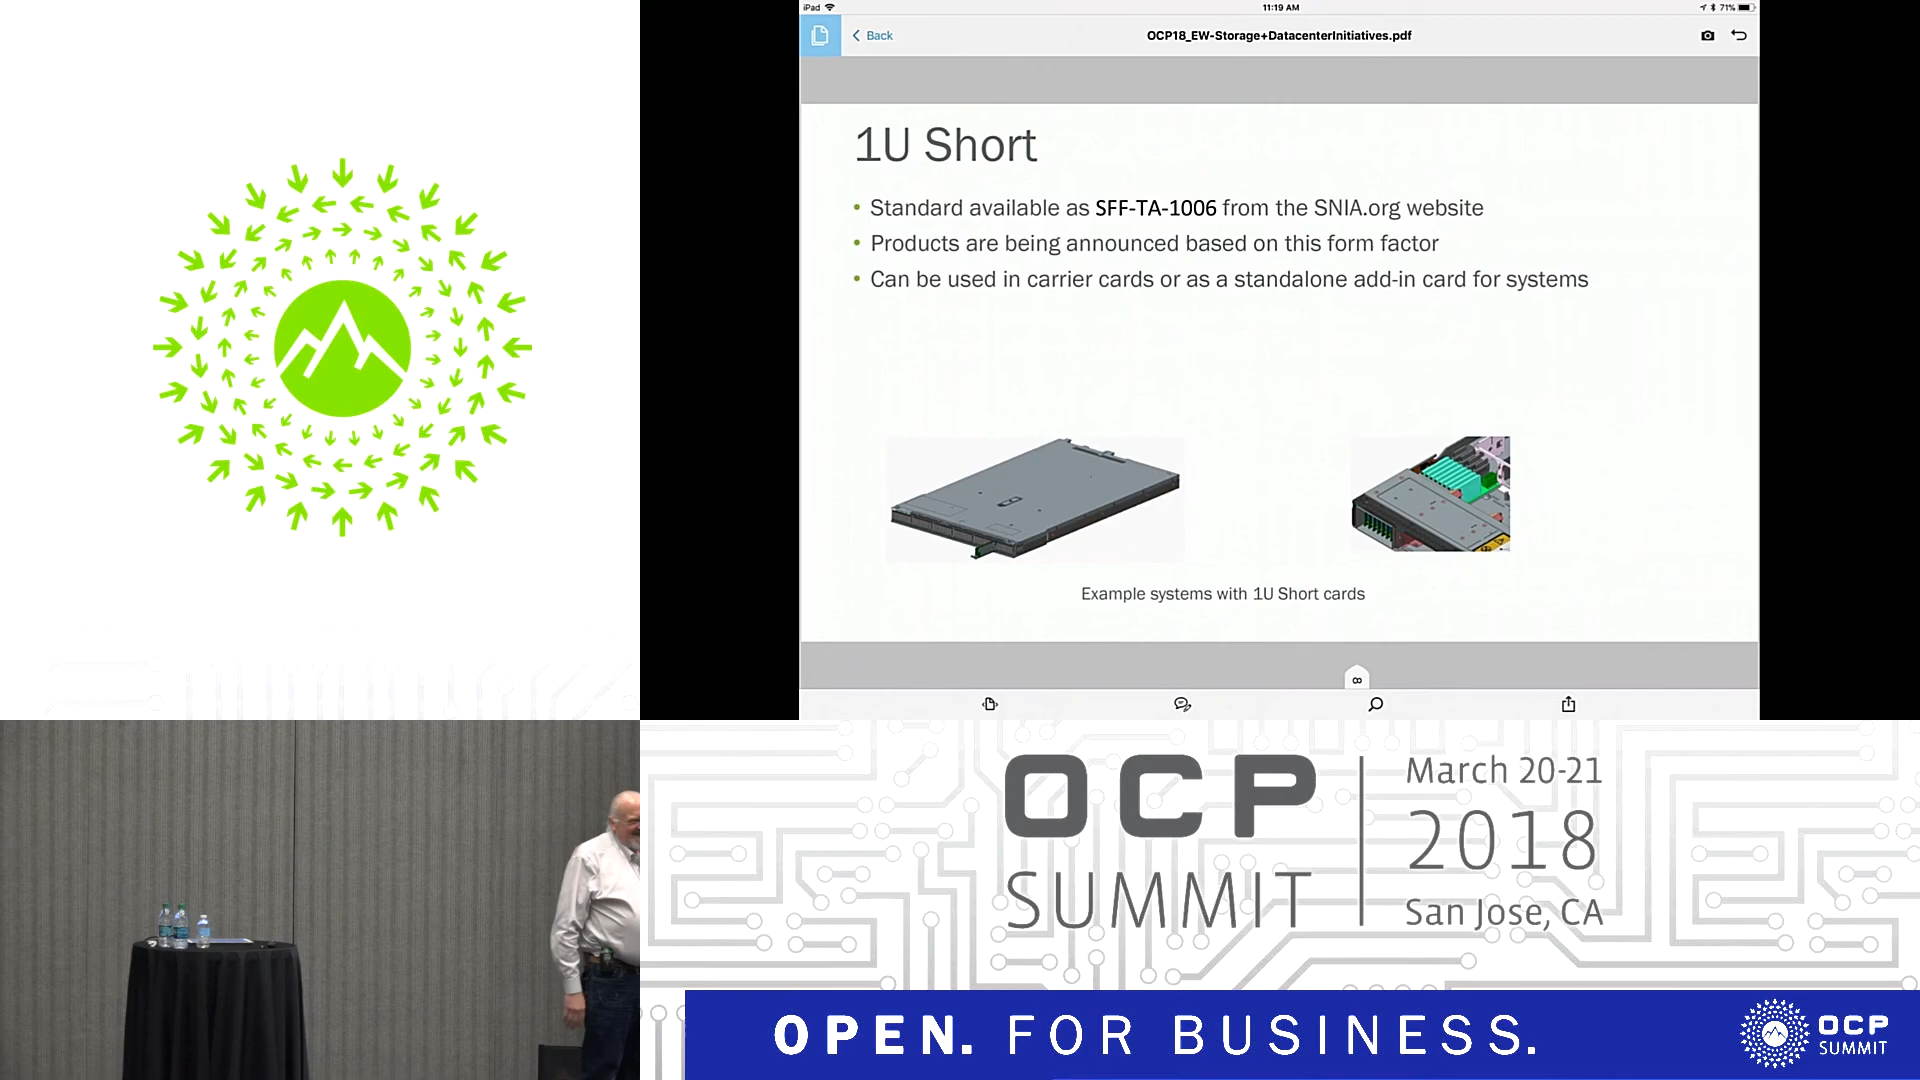 iPad
11:19 AM
71%
Back
OCP18_EW-Storage+DatacenterInitiatives.pdf
1U Short
• Standard available as SFF-TA-1006 from the SNIA.org website
• Products are being announced based on this form factor
• Can be used in carrier cards or as a standalone add-in card for systems
Example systems with 1U Short cards
8
OCP
SUMMIT
March 20-21
2018
San Jose, CA
OPEN. FOR BUSINESS.
OCP
SUMMIT